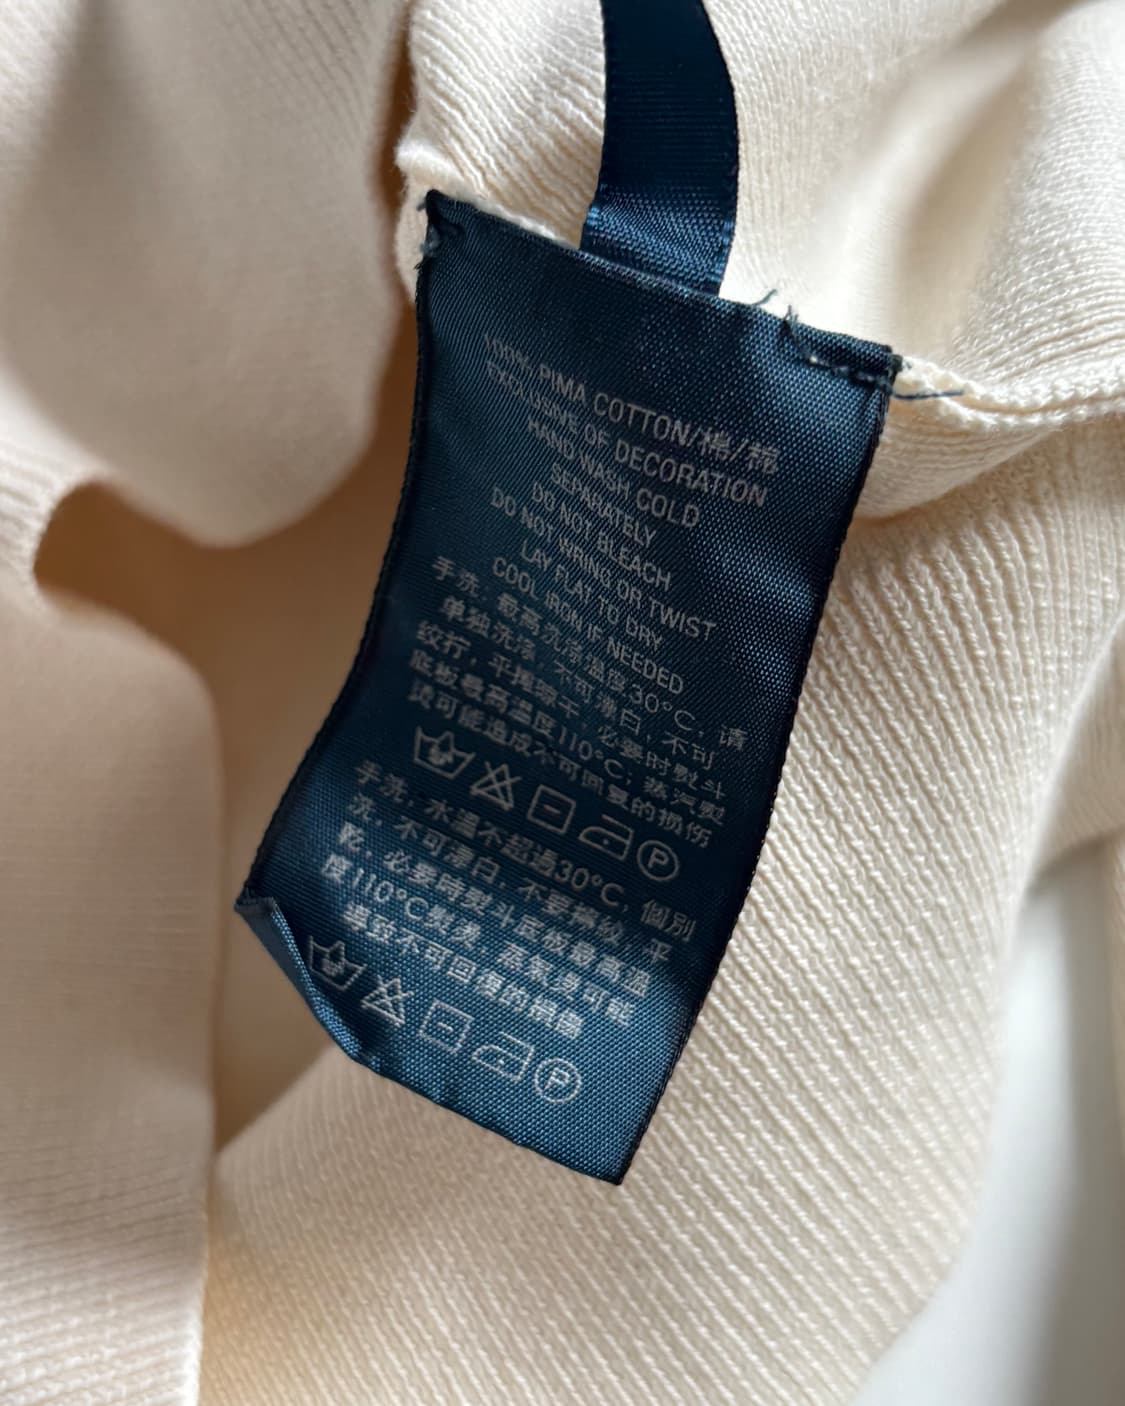 100% PIMA COTTON/棉/棉
EXCLUSIVE OF DECORATION
HAND WASH COLD
SEPARATELY
DO NOT BLEACH
DO NOT WRING OR TWIST
LAY FLAT TO DRY
COOL IRON IF NEEDED
手洗, 最高洗涤温度30°C, 请
单独洗涤, 不可漂白, 不可
绞拧, 平摊晾干, 必要时熨斗
底板最高温度110°C; 蒸汽熨
烫可能造成不可回复的损伤
P
手洗, 水溫不超過30°C, 個別
洗, 不可漂白, 不要擰絞, 平
乾, 必要時熨斗底板最高溫
度110°C熨燙, 蒸氣燙可能
導致不可回復的損傷
P